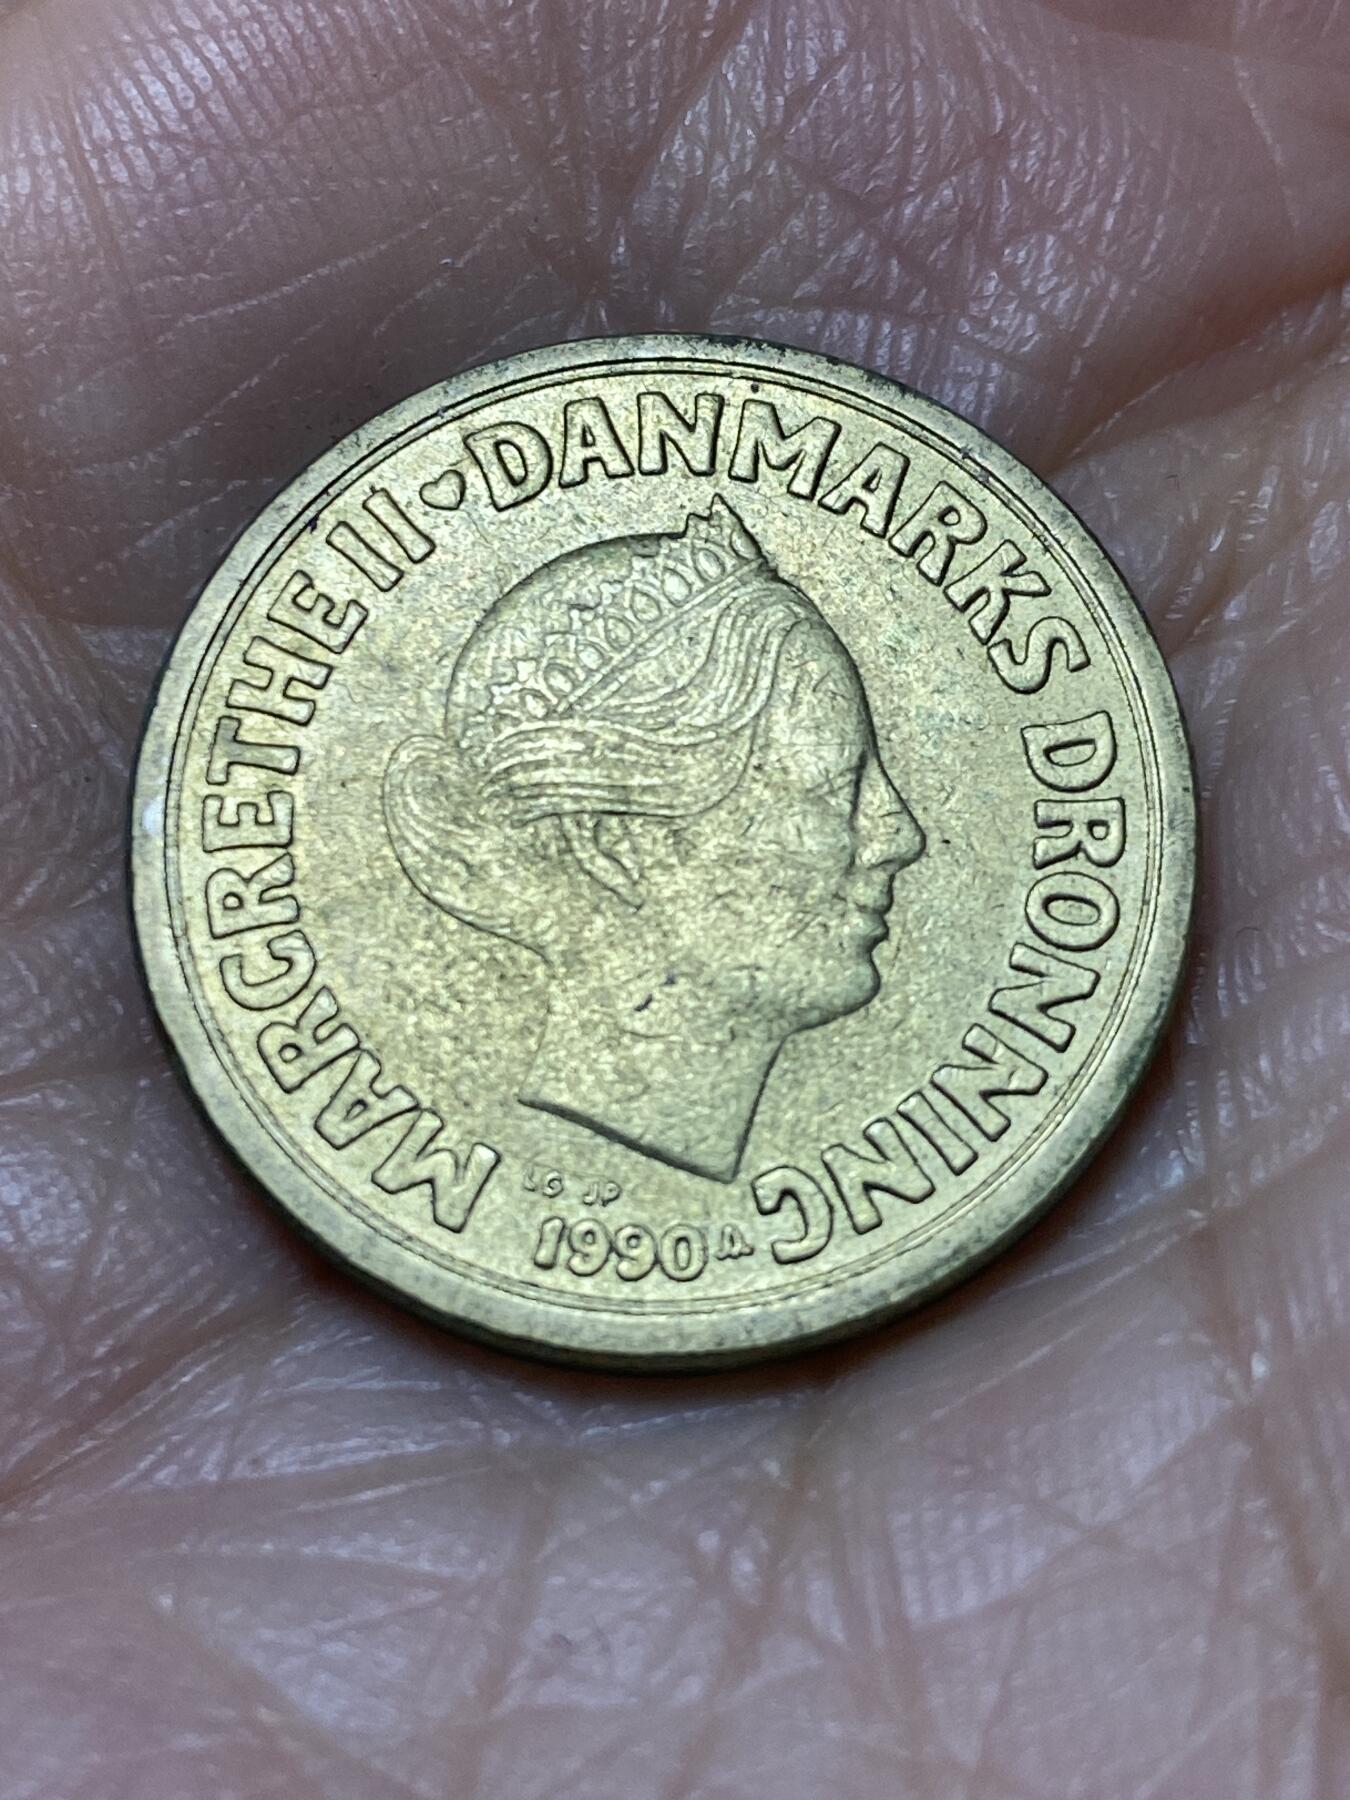 MARGRETHE II ♥ DANMARKS DRONNING
LG JP
1990 A